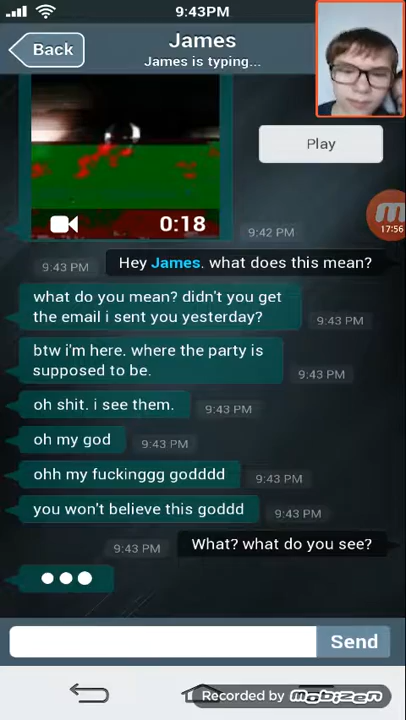 9:43PM
Back
James
James is typing...
Play
0:18
9:42 PM
17:56
9:43 PM
Hey James. what does this mean?
what do you mean? didn't you get
the email i sent you yesterday?
9:43 PM
btw i'm here. where the party is
supposed to be.
9:43 PM
oh shit. i see them.
9:43 PM
oh my god
9:43 PM
ohh my fuckinggg godddd
9:43 PM
you won't believe this goddd
9:43 PM
9:43 PM
What? what do you see?
Send
Recorded by mobizen